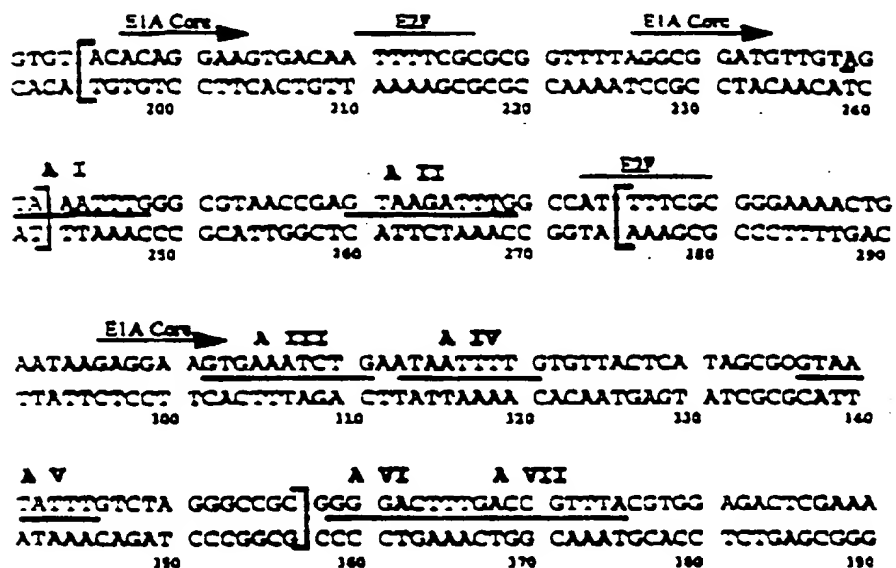 E1A Core E2F E1A Core
GTGT[ACACAG GAAGTGACAA TTTTCGCGCG GTTTTAGGCG GATGTTGTAG
CACA[TGTGTC CTTCACTGTT AAAAGCGCGC CAAAATCCGC CTACAACATC
200 210 220 230 240
A I A II E2F
TA]AATTTGGG CGTAACCGAG TAAGATTTGG CCAT[TTTCGC GGGAAAACTG
AT]TTAAACCC GCATTGGCTC ATTCTAAACC GGTA[AAAGCG CCCTTTTGAC
250 260 270 280 290
E1A Core A III A IV
AATAAGAGGA AGTGAAATCT GAATAATTTT GTGTTACTCA TAGCGCGTAA
TTATTCTCCT TCACTTTAGA CTTATTAAAA CACAATGAGT ATCGCGCATT
300 310 320 330 340
A V A VI A VII
TATTTGTCTA GGGCCGC]GGG GACTTTGACC GTTTACGTGG AGACTCGAAA
ATAAACAGAT CCCGGCG]CCC CTGAAACTGG CAAATGCACC TCTGAGCGGG
350 360 370 380 390